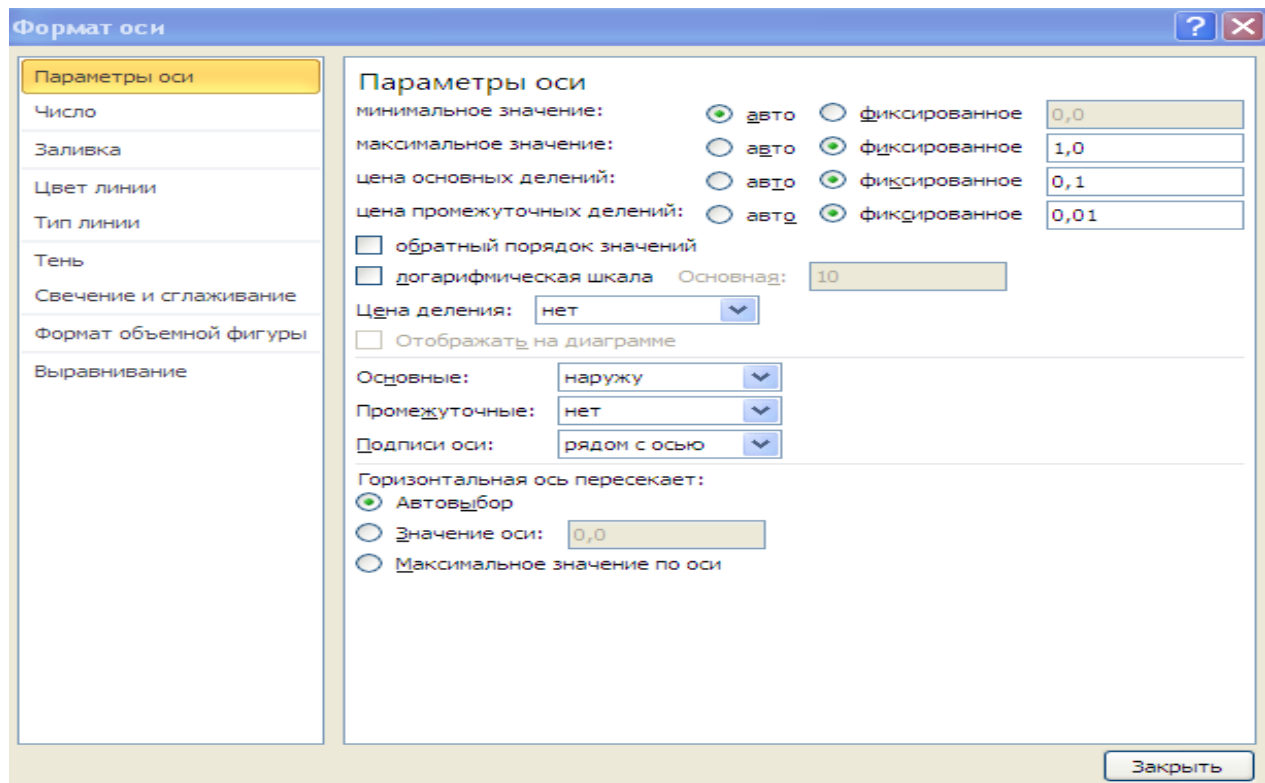 Формат оси
Параметры оси
Число
Заливка
Цвет линии
Тип линии
Тень
Свечение и сглаживание
Формат объемной фигуры
Выравнивание
Параметры оси
минимальное значение: авто фиксированное 0,0
максимальное значение: авто фиксированное 1,0
цена основных делений: авто фиксированное 0,1
цена промежуточных делений: авто фиксированное 0,01
обратный порядок значений
логарифмическая шкала Основная: 10
Цена деления: нет
Отображать на диаграмме
Основные: наружу
Промежуточные: нет
Подписи оси: рядом с осью
Горизонтальная ось пересекает:
Автовыбор
Значение оси: 0,0
Максимальное значение по оси
Закрыть